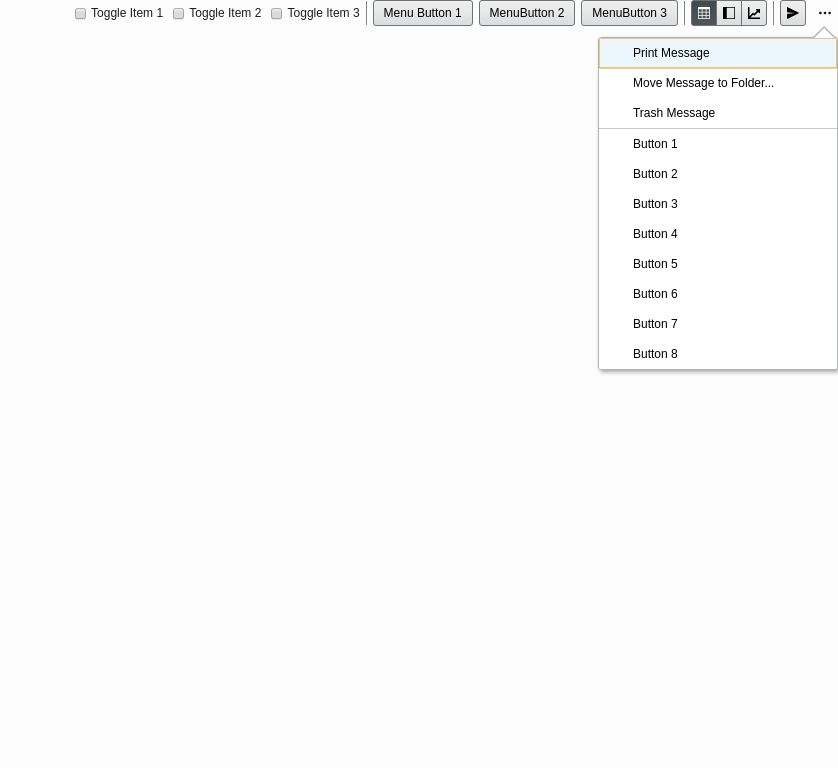 Toggle Item 1 Toggle Item 2 Toggle Item 3 Menu Button 1 MenuButton 2 MenuButton 3
Print Message
Move Message to Folder...
Trash Message
Button 1
Button 2
Button 3
Button 4
Button 5
Button 6
Button 7
Button 8